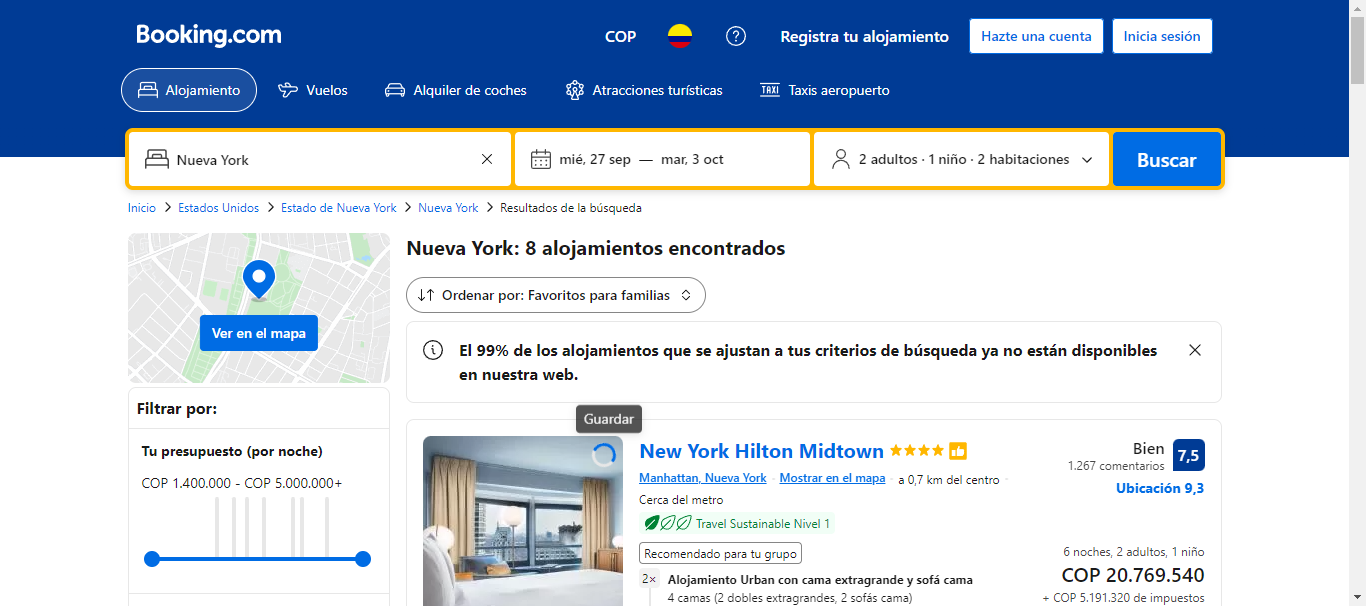 Booking.com
COP
Registra tu alojamiento
Hazte una cuenta
Inicia sesión
Alojamiento
Vuelos
Alquiler de coches
Atracciones turísticas
TAXI
Taxis aeropuerto
Nueva York
mié, 27 sep — mar, 3 oct
2 adultos · 1 niño · 2 habitaciones
Buscar
Inicio > Estados Unidos > Estado de Nueva York > Nueva York > Resultados de la búsqueda
Ver en el mapa
Filtrar por:
Tu presupuesto (por noche)
COP 1.400.000 - COP 5.000.000+
Nueva York: 8 alojamientos encontrados
Ordenar por: Favoritos para familias
El 99% de los alojamientos que se ajustan a tus criterios de búsqueda ya no están disponibles
en nuestra web.
Guardar
New York Hilton Midtown
Manhattan, Nueva York · Mostrar en el mapa · a 0,7 km del centro ·
Cerca del metro
Travel Sustainable Nivel 1
Recomendado para tu grupo
2× Alojamiento Urban con cama extragrande y sofá cama
4 camas (2 dobles extragrandes, 2 sofás cama)
Bien
1.267 comentarios
7,5
Ubicación 9,3
6 noches, 2 adultos, 1 niño
COP 20.769.540
+ COP 5.191.320 de impuestos